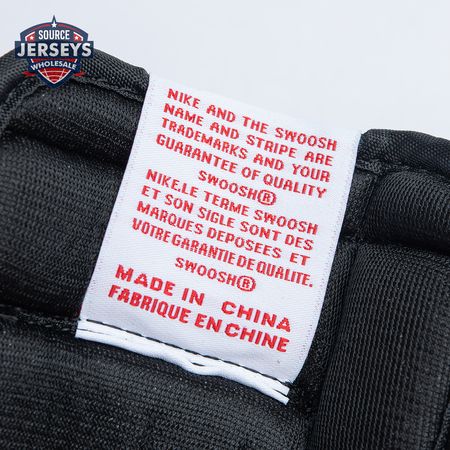 SOURCE
JERSEYS
WHOLESALE
NIKE AND THE SWOOSH
NAME AND STRIPE ARE
TRADEMARKS AND YOUR
GUARANTEE OF QUALITY
SWOOSH®
NIKE.LE TERME SWOOSH
ET SON SIGLE SONT DES
MARQUES DEPOSEES ET
VOTRE GARANTIE DE QUALITE.
SWOOSH®
MADE IN CHINA
FABRIQUE EN CHINE